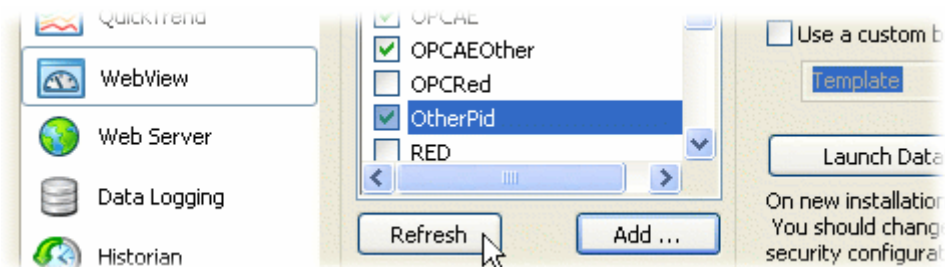 QuickTrend
WebView
Web Server
Data Logging
Historian
OPCAE
OPCAEOther
OPCRed
OtherPid
RED
Refresh
Add ...
Use a custom b
Template
Launch Data
On new installation
You should change
security configurat